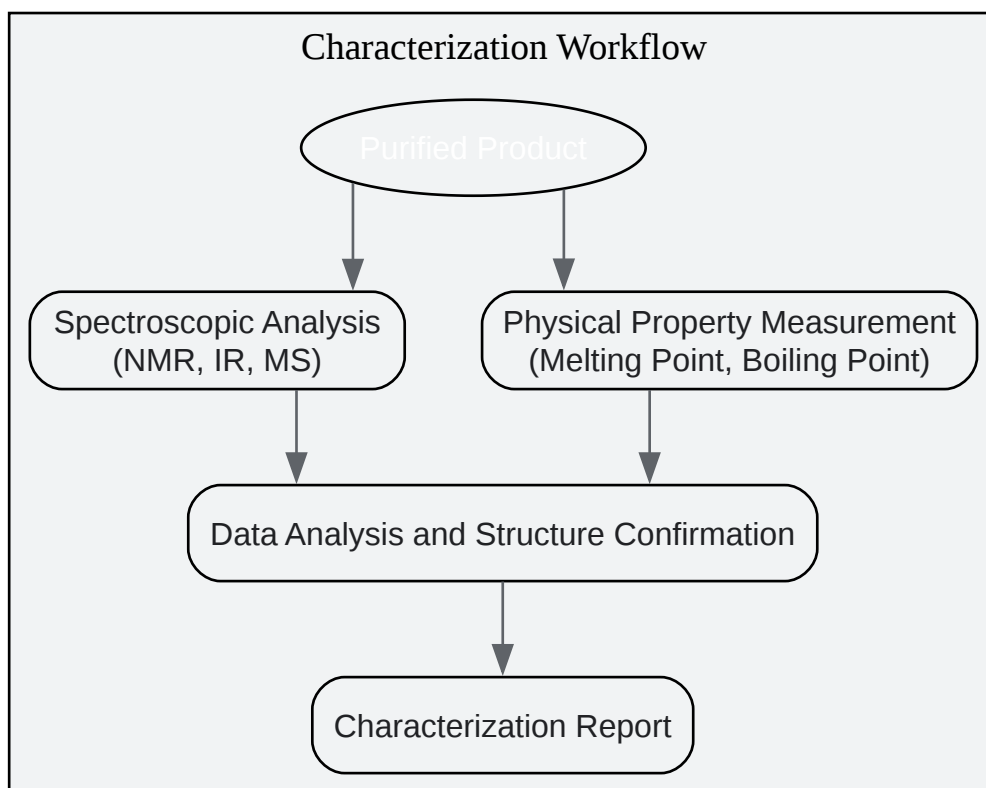 Characterization Workflow
Purified Product
Spectroscopic Analysis
(NMR, IR, MS)
Physical Property Measurement
(Melting Point, Boiling Point)
Data Analysis and Structure Confirmation
Characterization Report